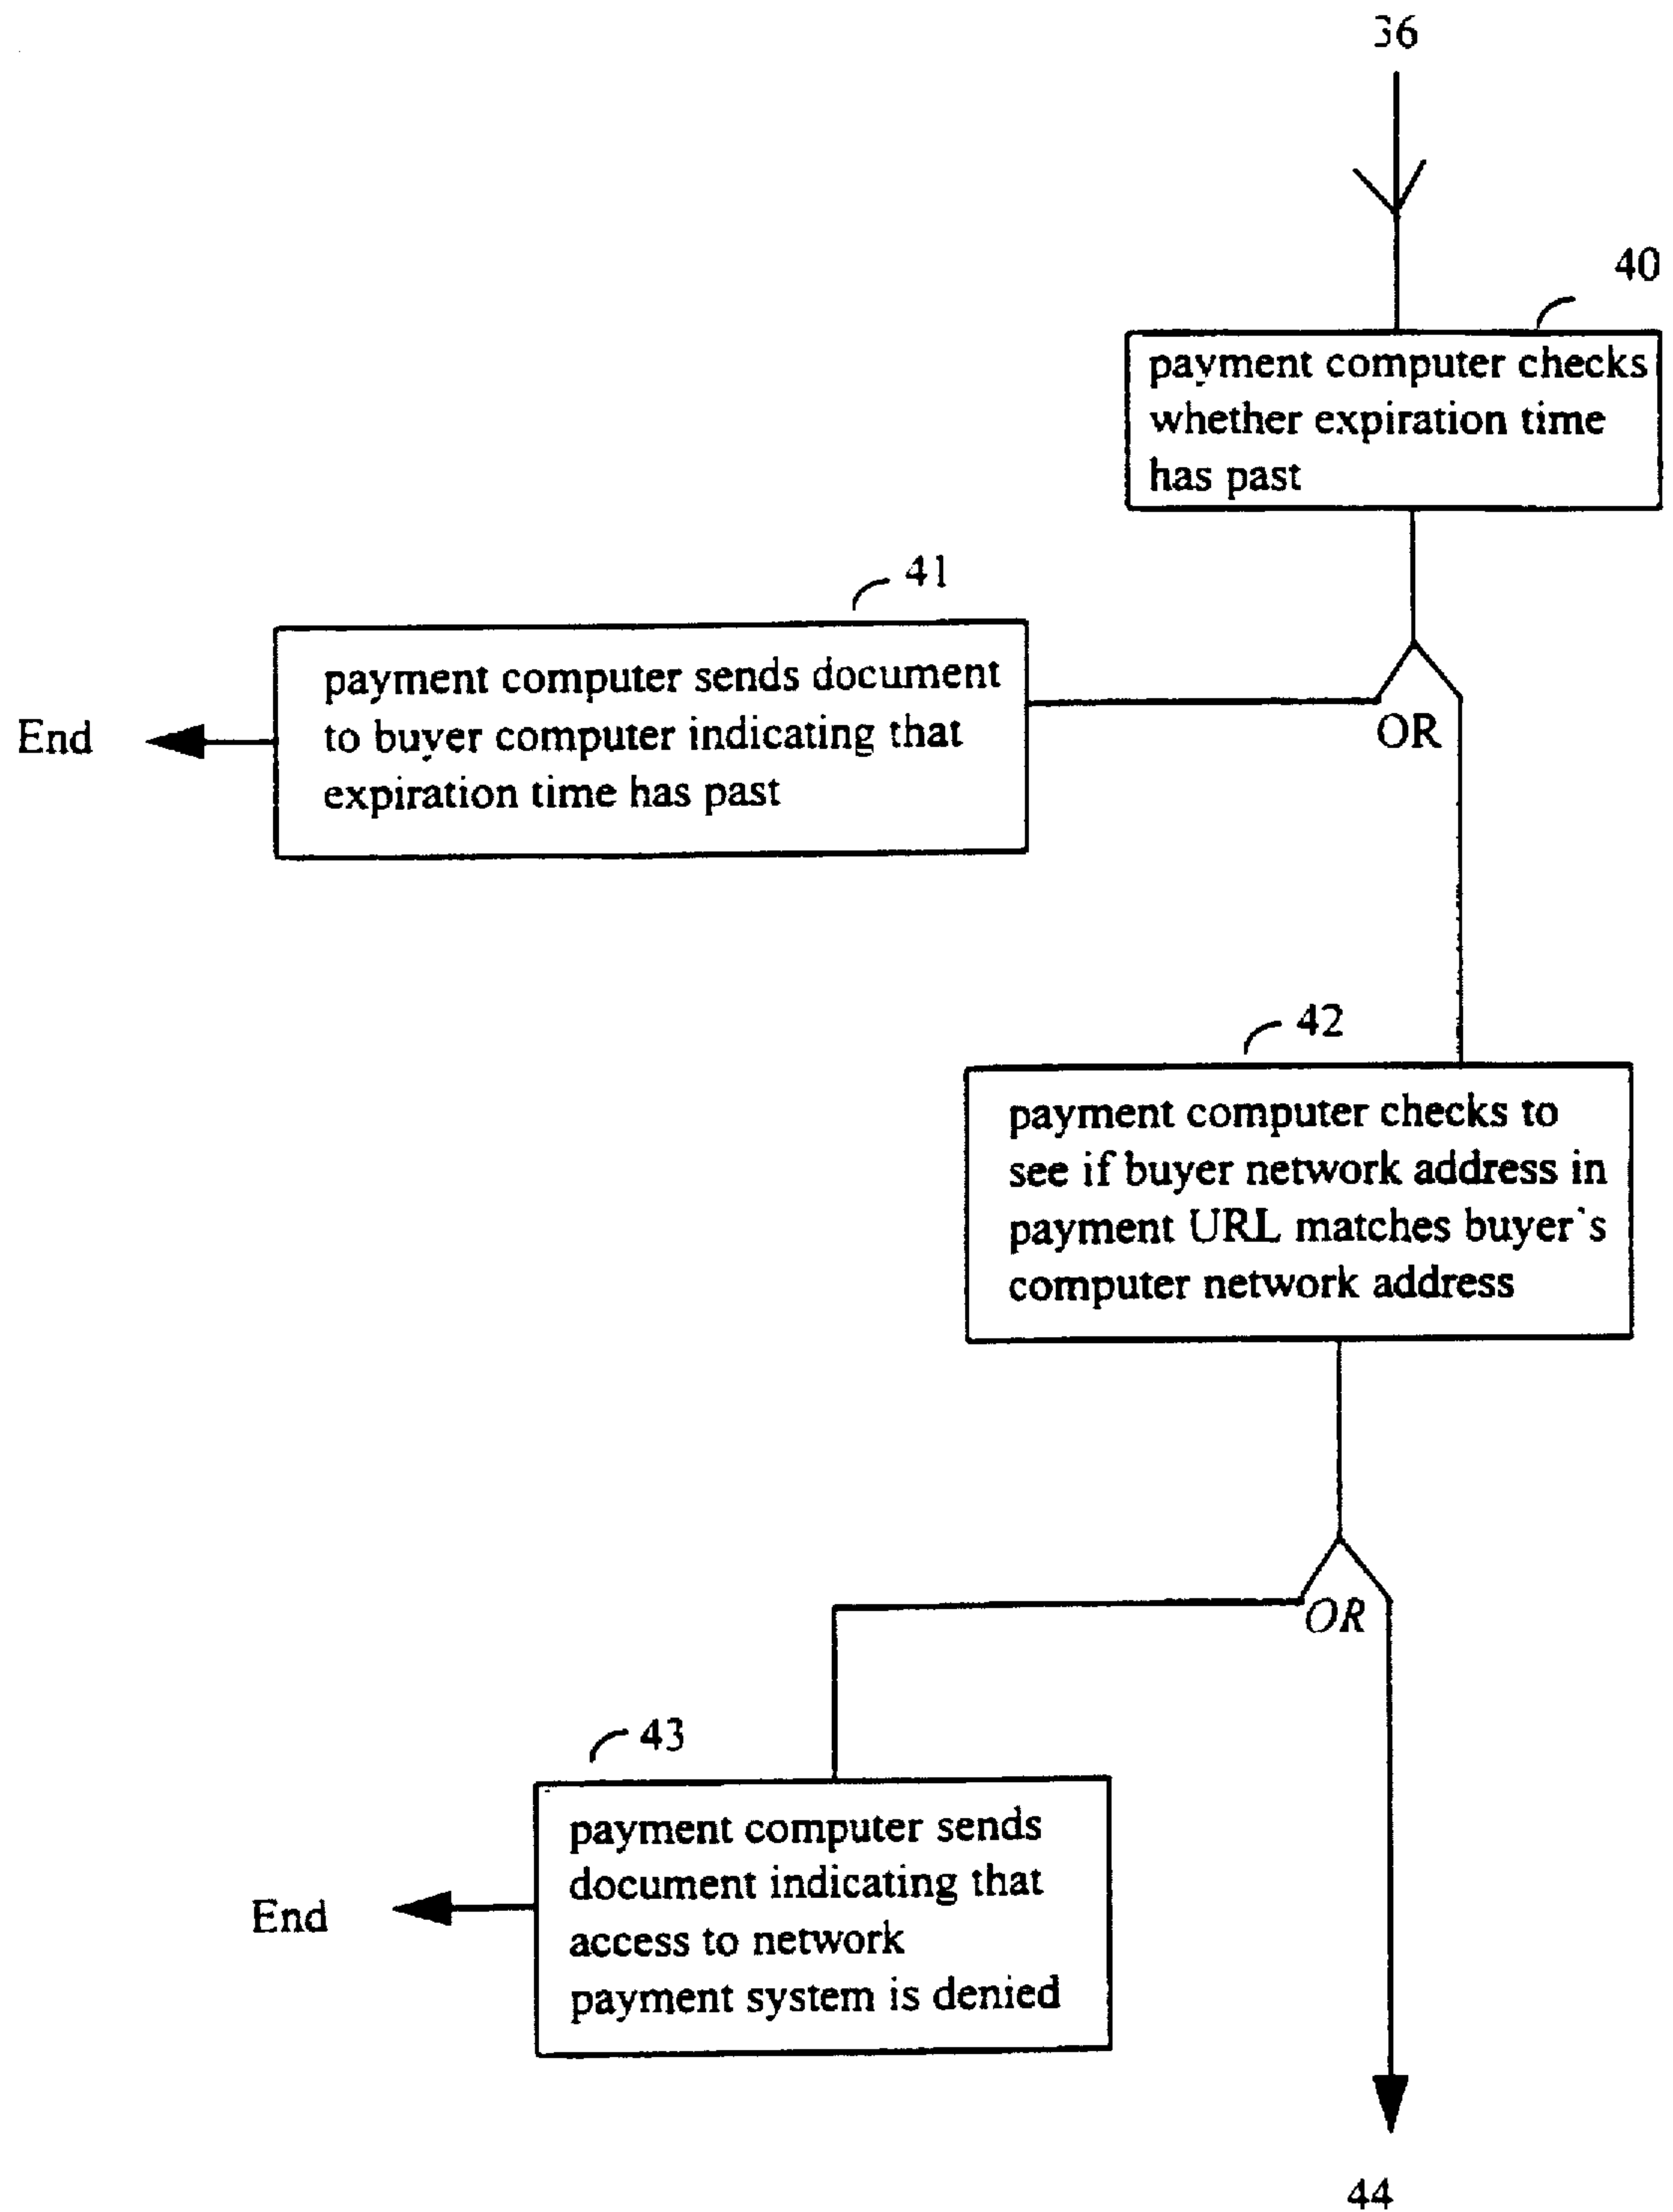 36
40
payment computer checks
whether expiration time
has past
41
payment computer sends document
to buyer computer indicating that
expiration time has past
End
OR
42
payment computer checks to
see if buyer network address in
payment URL matches buyer's
computer network address
OR
43
payment computer sends
document indicating that
access to network
payment system is denied
End
44